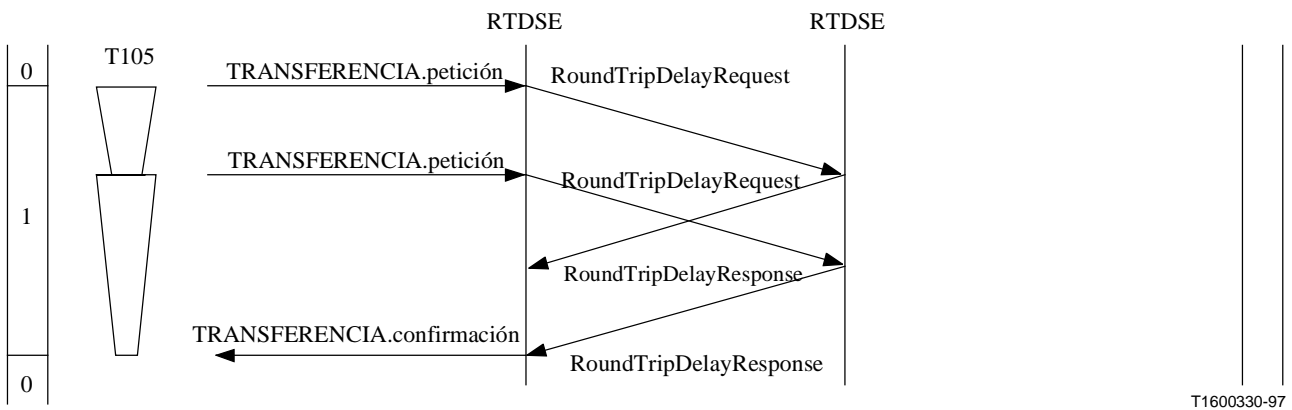 RTDSE
RTDSE
T105
0
TRANSFERENCIA.petición
RoundTripDelayRequest
TRANSFERENCIA.petición
RoundTripDelayRequest
1
RoundTripDelayResponse
TRANSFERENCIA.confirmación
RoundTripDelayResponse
0
T1600330-97